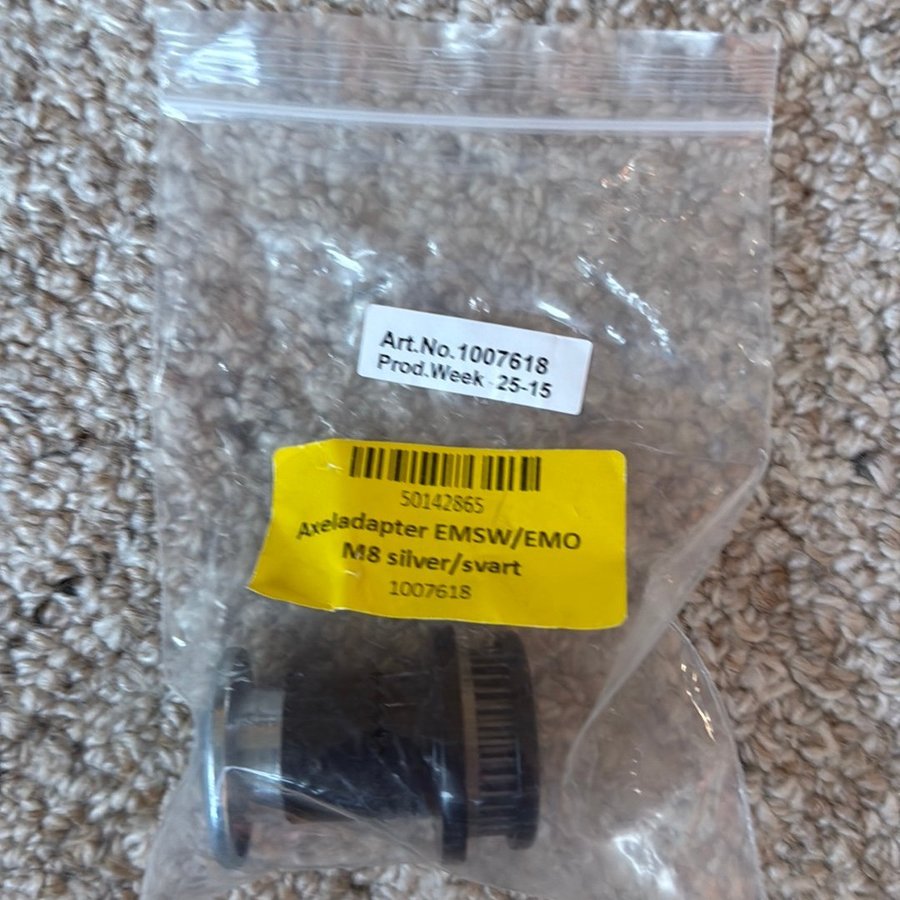 Art.No.1007618
Prod.Week 25-15
50142865
Axeladapter EMSW/EMO
M8 silver/svart
1007618